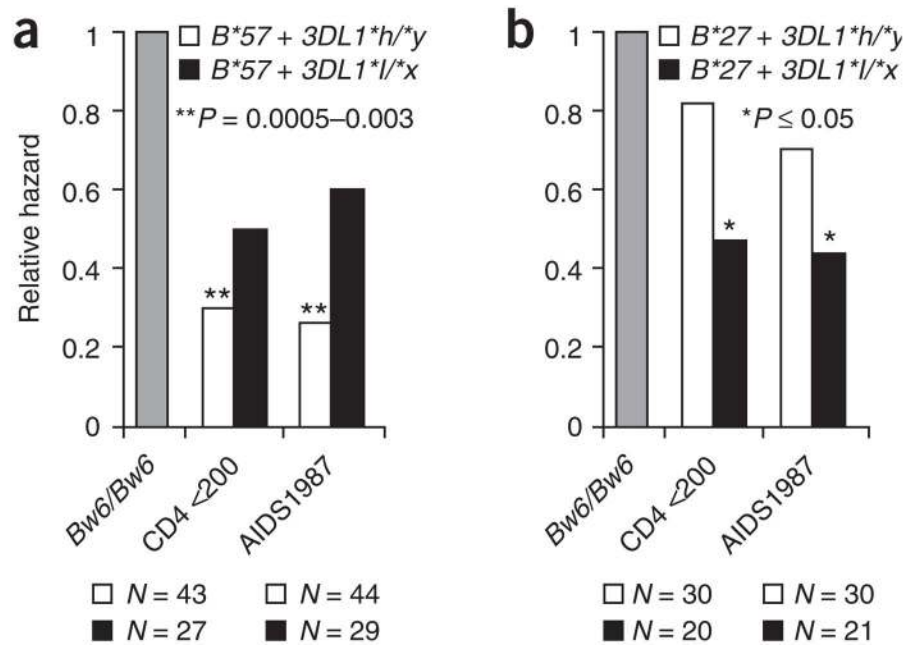 a
1
0.8
0.6
0.4
0.2
0
Relative hazard
B*57 + 3DL1*h/*y
B*57 + 3DL1*l/*x
**P = 0.0005–0.003
**
**
Bw6/Bw6
CD4 <200
AIDS1987
N = 43 N = 44
N = 27 N = 29
b
1
0.8
0.6
0.4
0.2
0
B*27 + 3DL1*h/*y
B*27 + 3DL1*l/*x
*P ≤ 0.05
*
*
Bw6/Bw6
CD4 <200
AIDS1987
N = 30 N = 30
N = 20 N = 21